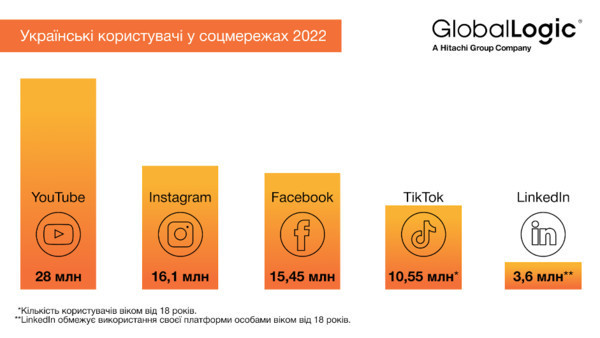 Українські користувачі у соцмережах 2022
GlobalLogic®
A Hitachi Group Company
YouTube
Instagram
Facebook
TikTok
LinkedIn
in
28 млн
16,1 млн
15,45 млн
10,55 млн*
3,6 млн**
*Кількість користувачів віком від 18 років.
**LinkedIn обмежує використання своєї платформи особами віком від 18 років.